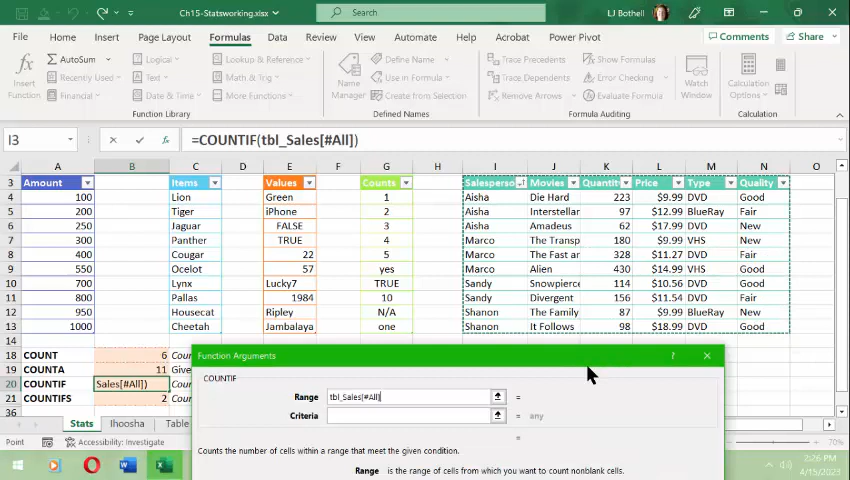 Ch15-Statsworking.xlsx
Search
LJ Bothell
File Home Insert Page Layout Formulas Data Review View Automate Help Acrobat Power Pivot Comments Share
Insert Function
AutoSum
Recently Used
Financial
Logical
Text
Date & Time
Lookup & Reference
Math & Trig
More Functions
Function Library
Name Manager
Define Name
Use in Formula
Create from Selection
Defined Names
Trace Precedents
Trace Dependents
Remove Arrows
Show Formulas
Error Checking
Evaluate Formula
Formula Auditing
Watch Window
Calculation Options
Calculation
I3 =COUNTIF(tbl_Sales[#All])
A B C D E F G H I J K L M N O
3 Amount Items Values Counts Salesperso Movies Quantit Price Type Quality
4 100 Lion Green 1 Aisha Die Hard 223 $9.99 DVD Good
5 200 Tiger iPhone 2 Aisha Interstellar 97 $12.99 BlueRay Fair
6 250 Jaguar FALSE 3 Aisha Amadeus 62 $17.99 DVD New
7 300 Panther TRUE 4 Marco The Transp 180 $9.99 VHS New
8 400 Cougar 22 5 Marco The Fast ar 328 $11.27 DVD Fair
9 550 Ocelot 57 yes Marco Alien 430 $14.99 VHS Good
10 700 Lynx Lucky7 TRUE Sandy Snowpierce 114 $10.56 DVD Good
11 800 Pallas 1984 10 Sandy Divergent 156 $11.54 DVD Fair
12 950 Housecat Ripley N/A Shanon The Family 87 $9.99 BlueRay New
13 1000 Cheetah Jambalaya one Shanon It Follows 98 $18.99 DVD Good
14
18 COUNT 6 Cou
19 COUNTA 11 Give
20 COUNTIF Sales[#All]) Cou
21 COUNTIFS 2 Cou
Function Arguments ?
COUNTIF
Range tbl_Sales[#All] =
Criteria = any
=
Counts the number of cells within a range that meet the given condition.
Range is the range of cells from which you want to count nonblank cells.
Stats Ihoosha Table
Point Accessibility: Investigate 70%
2:26 PM
4/15/2023